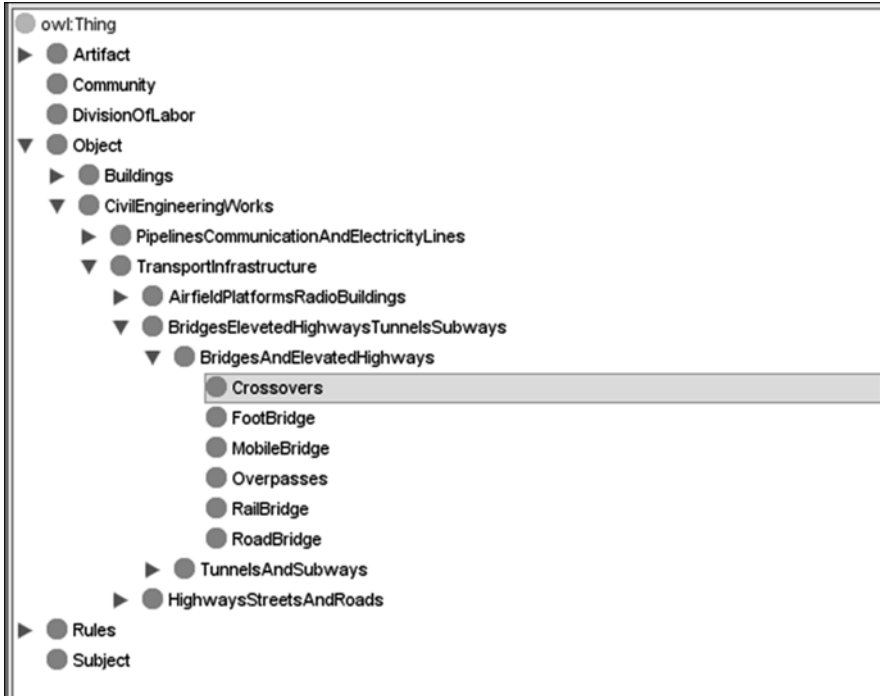 owl:Thing
Artifact
Community
DivisionOfLabor
Object
Buildings
CivilEngineeringWorks
PipelinesCommunicationAndElectricityLines
TransportInfrastructure
AirfieldPlatformsRadioBuildings
BridgesElevetedHighwaysTunnelsSubways
BridgesAndElevatedHighways
Crossovers
FootBridge
MobileBridge
Overpasses
RailBridge
RoadBridge
TunnelsAndSubways
HighwaysStreetsAndRoads
Rules
Subject